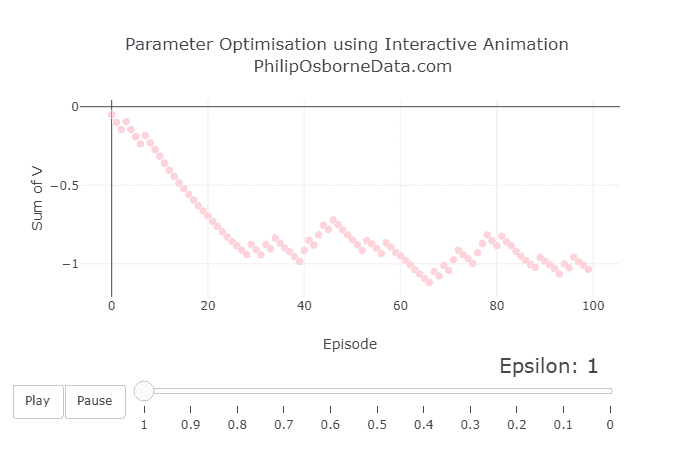 Parameter Optimisation using Interactive Animation
PhilipOsborneData.com
0
−0.5
−1
Sum of V
0 20 40 60 80 100
Episode
Epsilon: 1
Play Pause
1 0.9 0.8 0.7 0.6 0.5 0.4 0.3 0.2 0.1 0